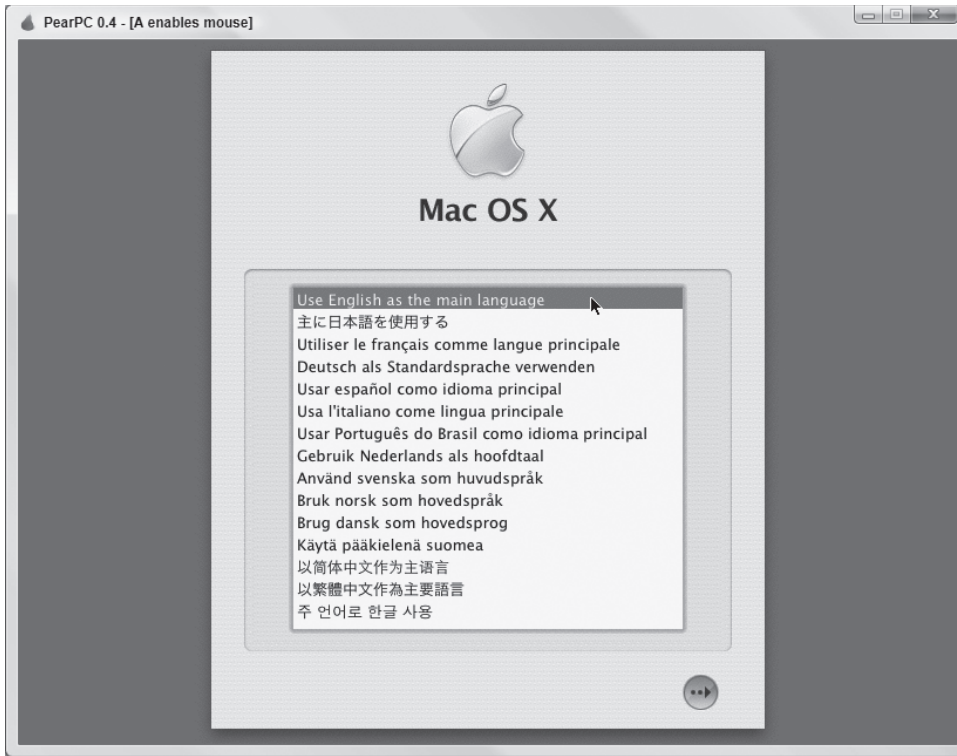 PearPC 0.4 - [A enables mouse]
Mac OS X
Use English as the main language
主に日本語を使用する
Utiliser le français comme langue principale
Deutsch als Standardsprache verwenden
Usar español como idioma principal
Usa l'italiano come lingua principale
Usar Português do Brasil como idioma principal
Gebruik Nederlands als hoofdtaal
Använd svenska som huvudspråk
Bruk norsk som hovedspråk
Brug dansk som hovedsprog
Käytä pääkielenä suomea
以简体中文作为主语言
以繁體中文作為主要語言
주 언어로 한글 사용